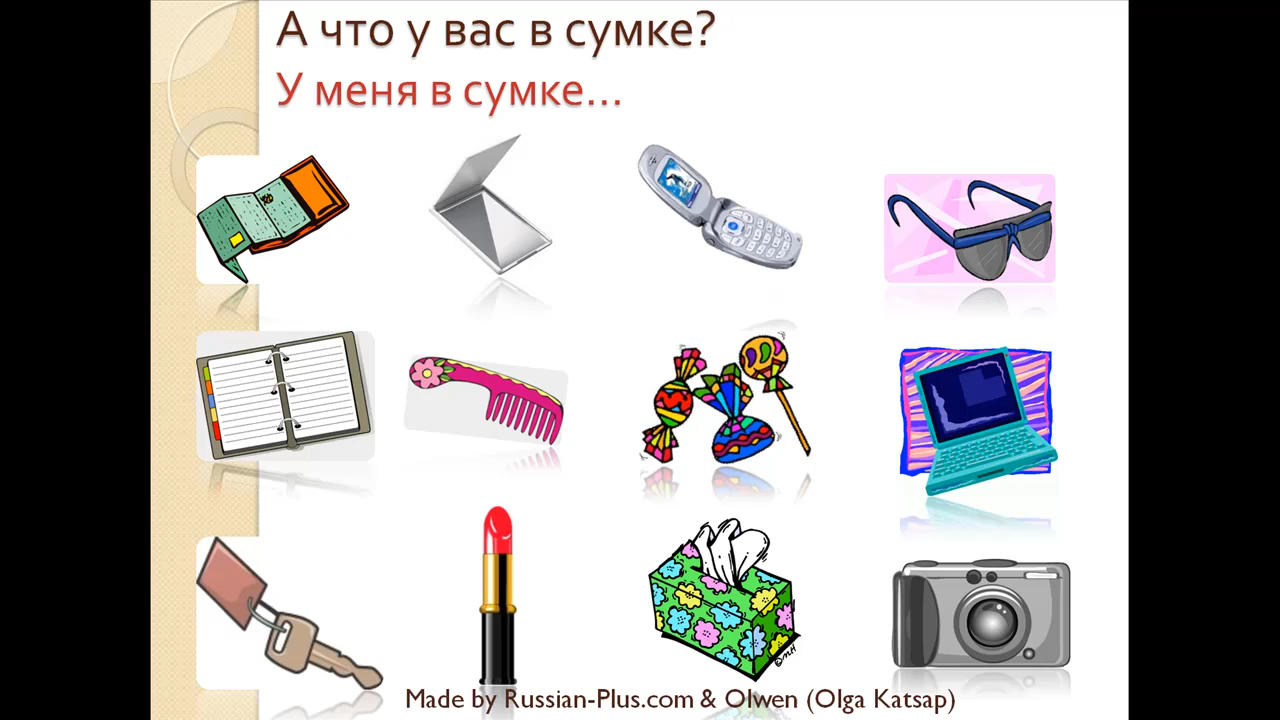 А что у вас в сумке?
У меня в сумке...
Made by Russian-Plus.com & Olwen (Olga Katsap)